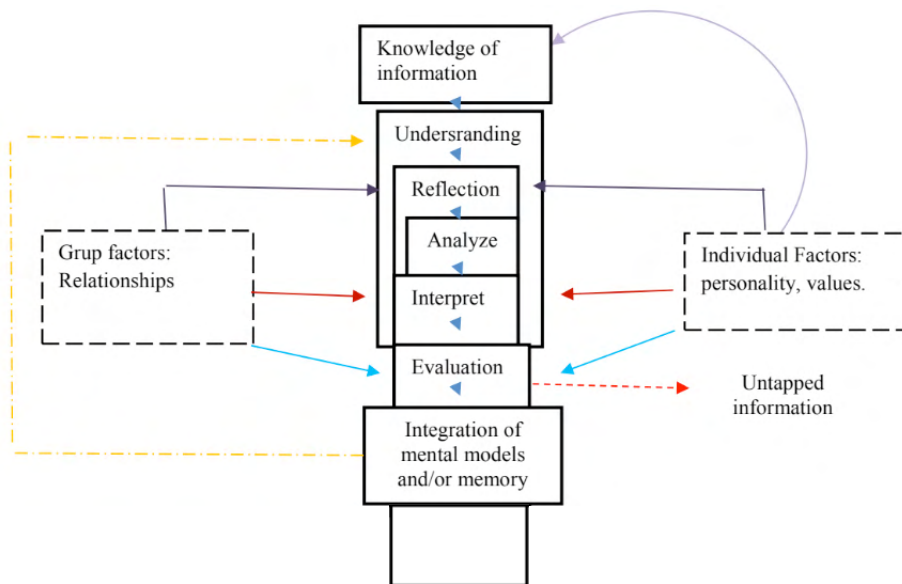 Knowledge of
information
Undersranding
Reflection
Analyze
Grup factors:
Relationships
Individual Factors:
personality, values.
Interpret
Evaluation
Untapped
information
Integration of
mental models
and/or memory